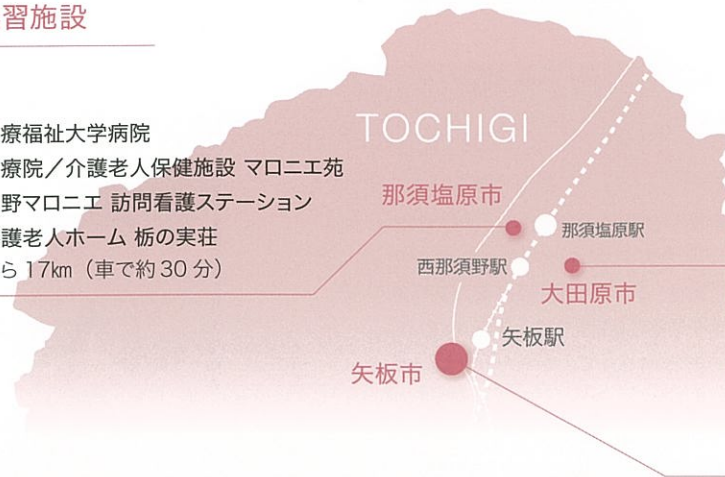 習施設
療福祉大学病院
療院／介護老人保健施設 マロニエ苑
野マロニエ 訪問看護ステーション
護老人ホーム 栃の実荘
ら 17㎞（車で約 30 分）
TOCHIGI
那須塩原市
那須塩原駅
西那須野駅
大田原市
矢板駅
矢板市